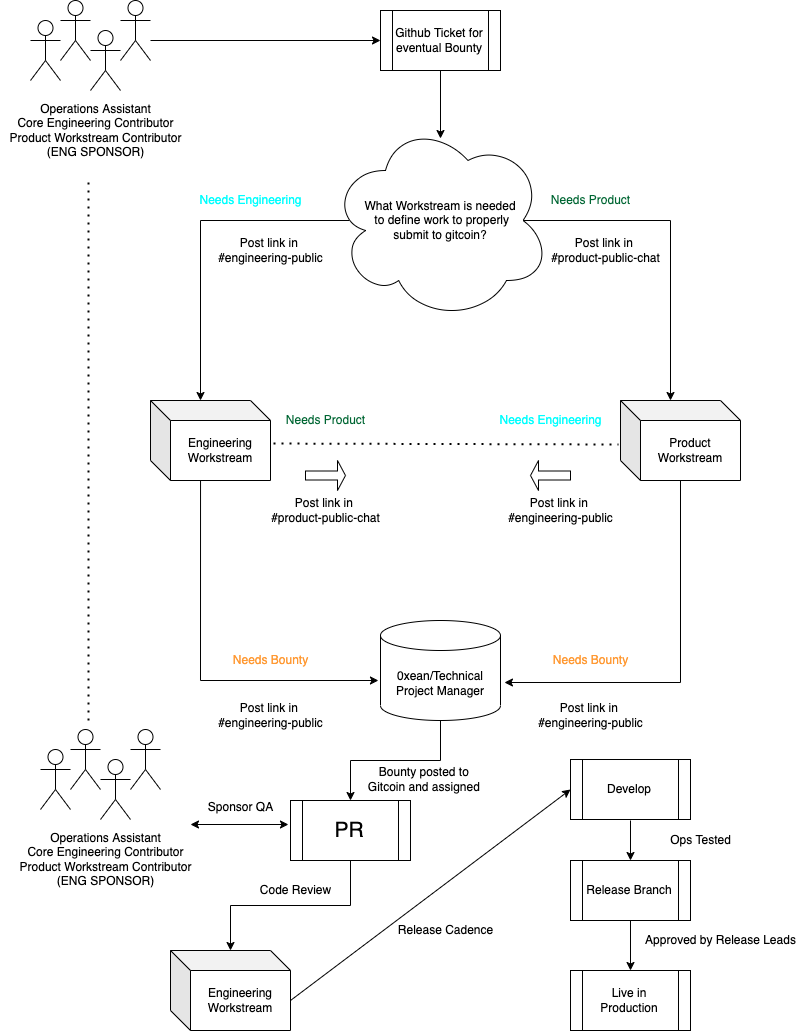 Github Ticket for
eventual Bounty
Operations Assistant
Core Engineering Contributor
Product Workstream Contributor
(ENG SPONSOR)
Needs Engineering
What Workstream is needed
to define work to properly
submit to gitcoin?
Needs Product
Post link in
#engineering-public
Post link in
#product-public-chat
Engineering
Workstream
Needs Product
Needs Engineering
Product
Workstream
Post link in
#product-public-chat
Post link in
#engineering-public
Needs Bounty
0xean/Technical
Project Manager
Needs Bounty
Post link in
#engineering-public
Post link in
#engineering-public
Bounty posted to
Gitcoin and assigned
Operations Assistant
Core Engineering Contributor
Product Workstream Contributor
(ENG SPONSOR)
Sponsor QA
PR
Develop
Ops Tested
Code Review
Release Branch
Release Cadence
Approved by Release Leads
Engineering
Workstream
Live in
Production